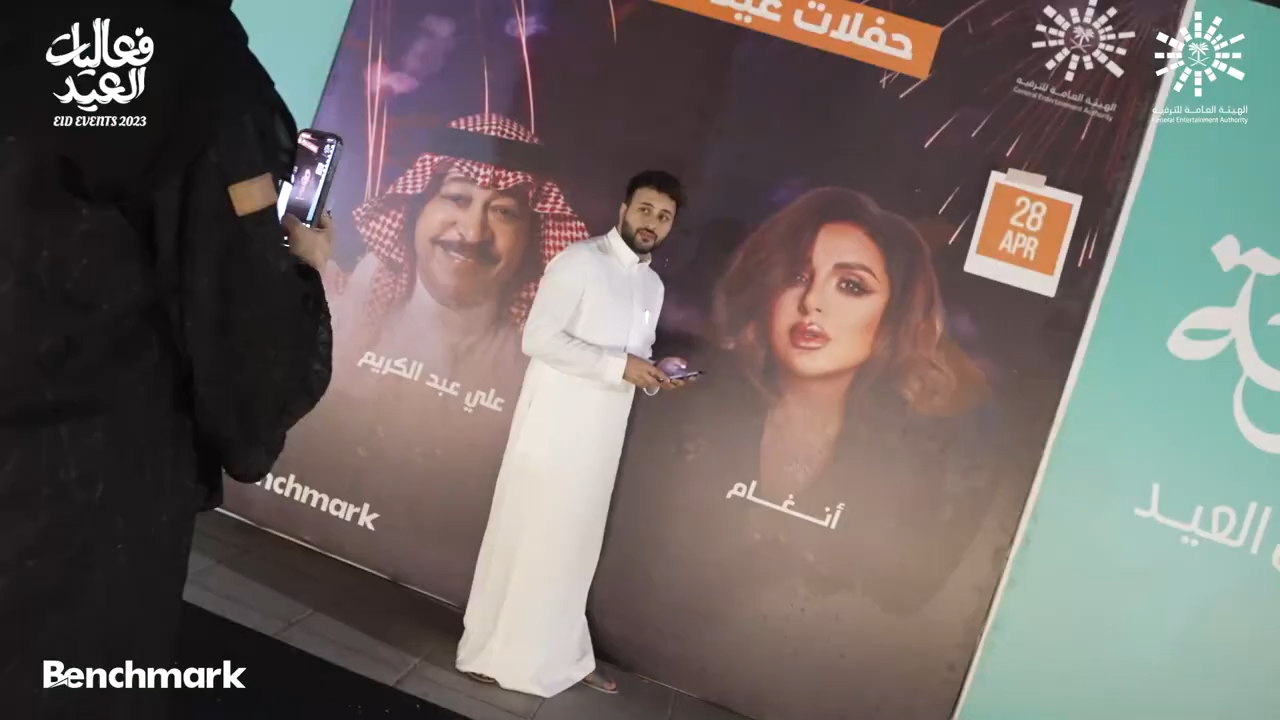 فعاليات
العيد
EID EVENTS 2023
حفلات عيد
الهيئة العامة للترفيه
General Entertainment Authority
الهيئة العامة للترفيه
General Entertainment Authority
28
APR
علي عبد الكريم
أنغام
nchmark
العيد
Benchmark